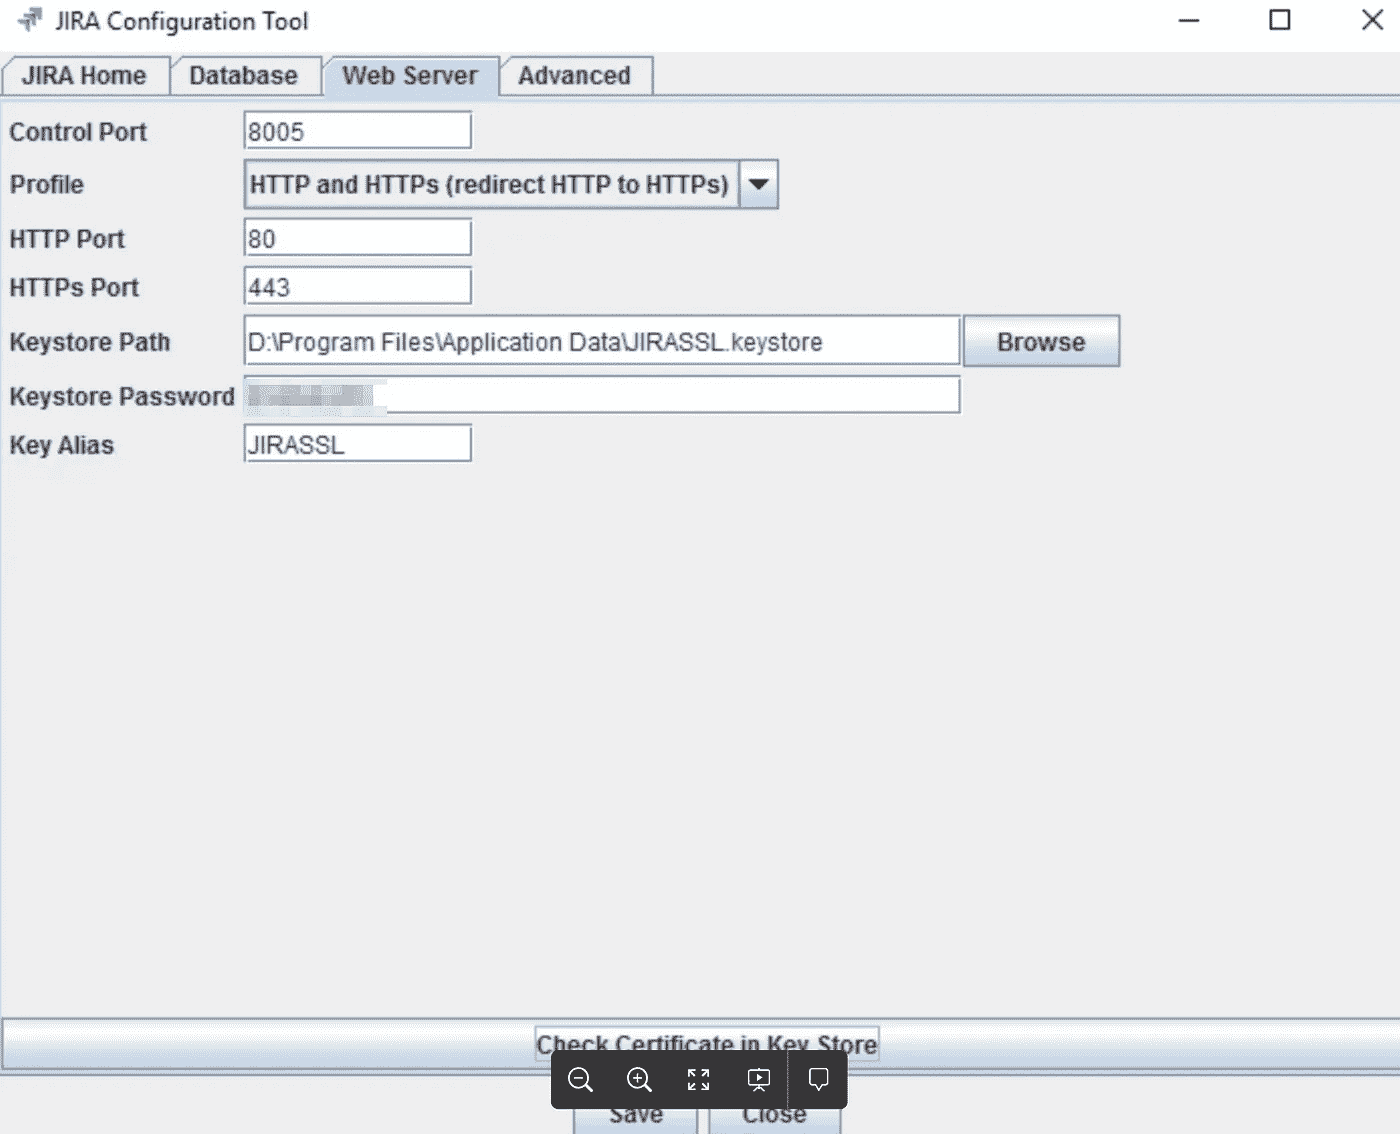 JIRA Configuration Tool
JIRA Home Database Web Server Advanced
Control Port 8005
Profile HTTP and HTTPs (redirect HTTP to HTTPs)
HTTP Port 80
HTTPs Port 443
Keystore Path D:\Program Files\Application Data\JIRASSL.keystore Browse
Keystore Password
Key Alias JIRASSL
Check Certificate in Key Store
Save Close